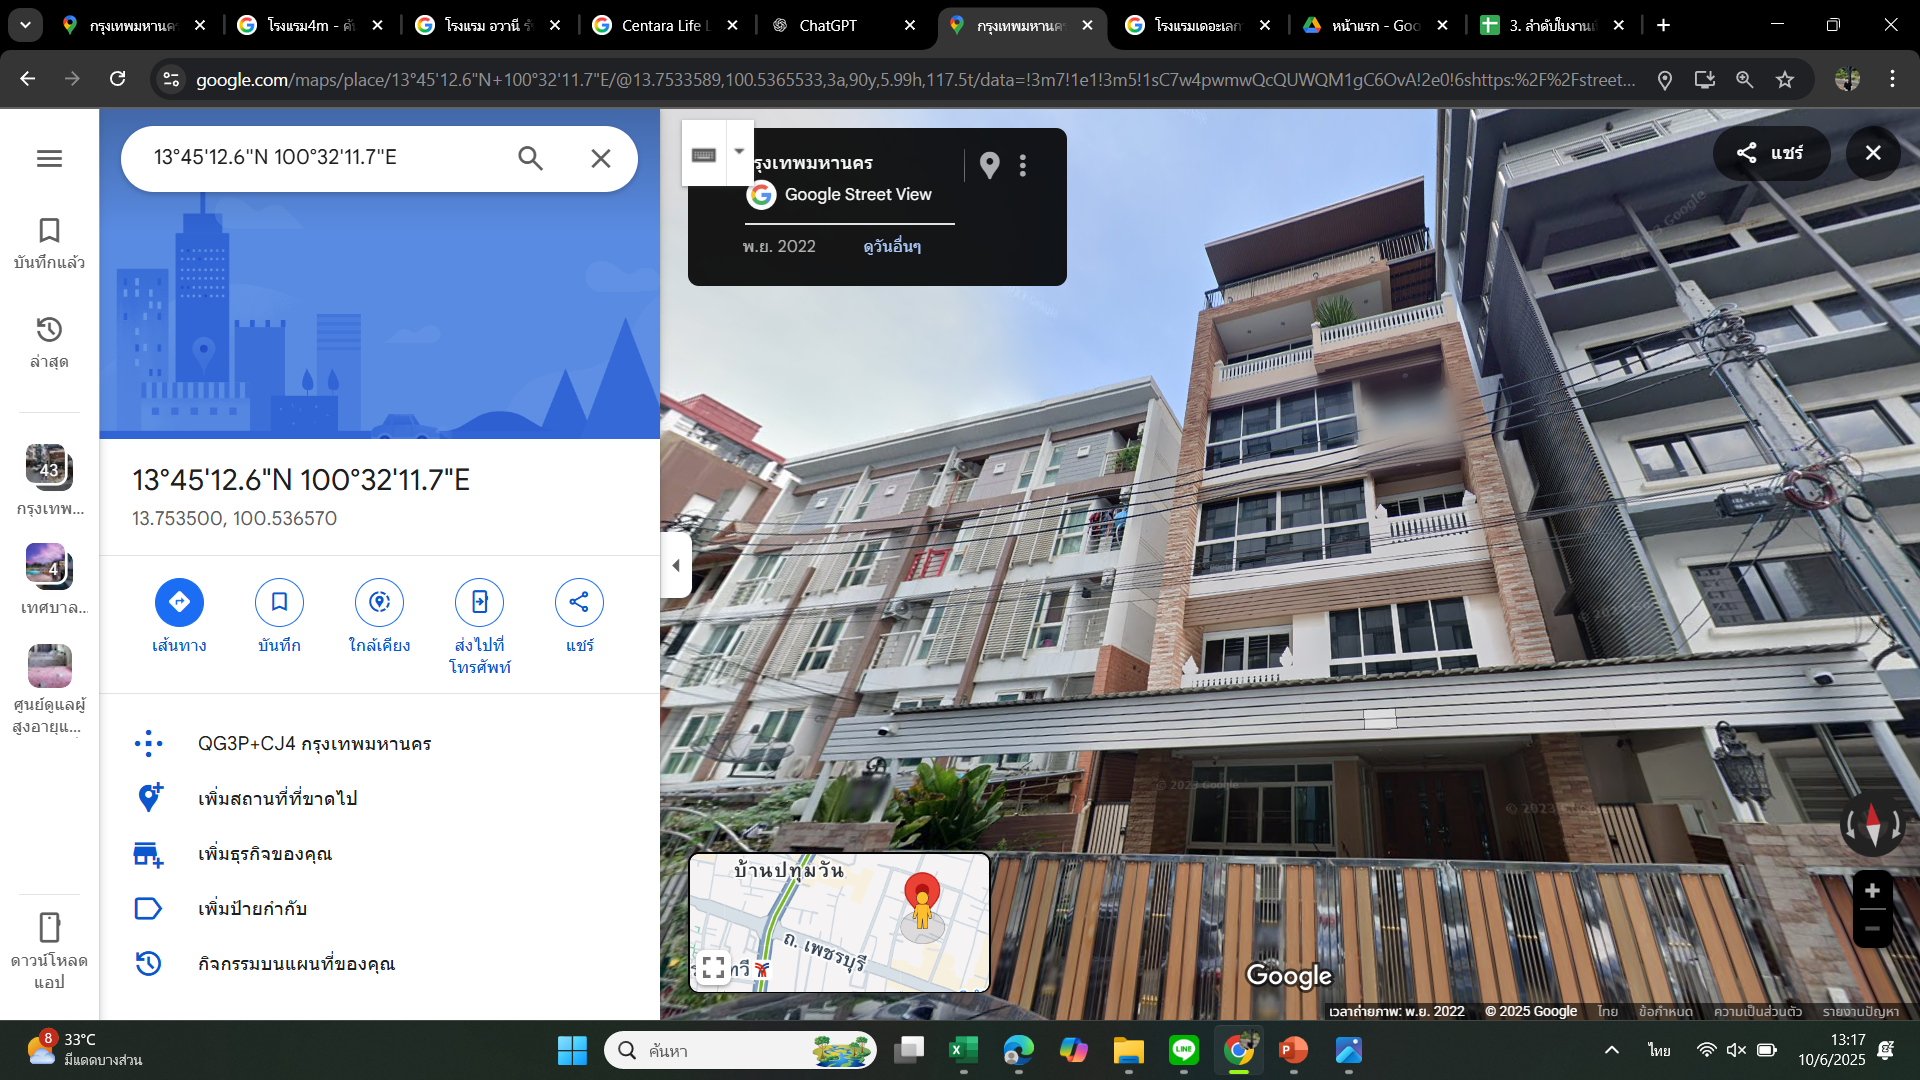 กรุงเทพมหานค
โรงแรม4m - ค้
โรงแรม อวานี รั
Centara Life L
ChatGPT
กรุงเทพมหานค
โรงแรมเดอะเลก
หน้าแรก - Goo
3. ลำดับใบงานเ
google.com/maps/place/13°45'12.6"N+100°32'11.7"E/@13.7533589,100.5365533,3a,90y,5.99h,117.5t/data=!3m7!1e1!3m5!1sC7w4pwmwQcQUWQM1gC6OvA!2e0!6shttps:%2F%2Fstreet...
13°45'12.6"N 100°32'11.7"E
บันทึกแล้ว
ล่าสุด
43
กรุงเทพ...
4
เทศบาล...
ศูนย์ดูแลผู้
สูงอายุแ...
ดาวน์โหลด
แอป
13°45'12.6"N 100°32'11.7"E
13.753500, 100.536570
เส้นทาง
บันทึก
ใกล้เคียง
ส่งไปที่
โทรศัพท์
แชร์
QG3P+CJ4 กรุงเทพมหานคร
เพิ่มสถานที่ที่ขาดไป
เพิ่มธุรกิจของคุณ
เพิ่มป้ายกำกับ
กิจกรรมบนแผนที่ของคุณ
รุงเทพมหานคร
Google Street View
พ.ย. 2022
ดูวันอื่นๆ
แชร์
© 2023 Google
บ้านปทุมวัน
ถ. เพชรบุรี
Google
เวลาถ่ายภาพ: พ.ย. 2022
© 2025 Google
ไทย
ข้อกำหนด
ความเป็นส่วนตัว
รายงานปัญหา
8
33°C
มีแดดบางส่วน
ค้นหา
LINE
ไทย
13:17
10/6/2025